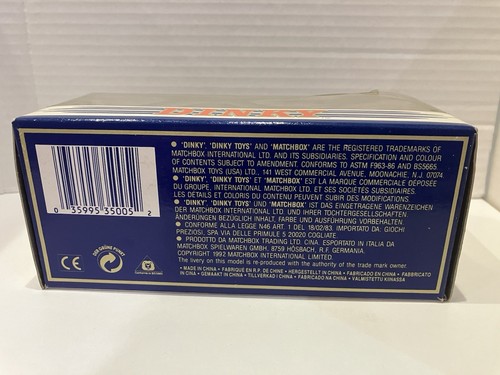 DINKY
● 'DINKY', 'DINKY TOYS' AND 'MATCHBOX' ARE THE REGISTERED TRADEMARKS OF
MATCHBOX INTERNATIONAL LTD. AND ITS SUBSIDIARIES. SPECIFICATION AND COLOUR
OF CONTENTS SUBJECT TO AMENDMENT. CONFORMS TO ASTM F963-86 AND BS5665.
MATCHBOX TOYS (USA) LTD., 141 WEST COMMERCIAL AVENUE, MOONACHIE, N.J. 07074
● 'DINKY', 'DINKY TOYS' ET 'MATCHBOX' EST LA MARQUE COMMERCIALE DÉPOSÉE
DU GROUPE, INTERNATIONAL LTD. ET SES SOCIÉTÉS SUBSIDIAIRES.
LES DETAILS ET COLORIS DU CONTENU PEUVENT SUBIR DES MODIFICATIONS.
● 'DINKY', 'DINKY TOYS' UND 'MATCHBOX' IST DAS EINGETRAGENE WARENZEICHEN
DER MATCHBOX INTERNATIONAL LTD. UND IHRER TOCHTERGESELLSCHAFTEN.
ÄNDERUNGEN BEZÜGLICH INHALT, FARBE UND AUSFÜHRUNG VORBEHALTEN.
● CONFORME ALLA LEGGE N46 ART 1 DEL 18/02/83. IMPORTATO DA: GIOCHI
PREZIOSI, SPA VIA DELLE PRIMULE 5 20020 COGLIATE.
● PRODOTTO DA MATCHBOX TRADING LTD. CINA. ESPORTATO IN ITALIA DA
MATCHBOX SPIELWAREN GMBH, 8759 HÖSBACH, R.F. GERMANIA.
COPYRIGHT 1992 MATCHBOX INTERNATIONAL LIMITED.
The livery on this model is re-produced with the authority of the trade mark owner
• MADE IN CHINA • FABRIQUÉ EN R.P. DE CHINE • HERGESTELLT IN CHINA • FABRICADO EN CHINA • FABBRICATO
IN CINA • GEMAAKT IN CHINA • TILLVERKAD I CHINA • FABRICADO NA CHINA • VALMISTETTU KIINASSA
0 35995 35005 2
CE
DER GRÜNE PUNKT